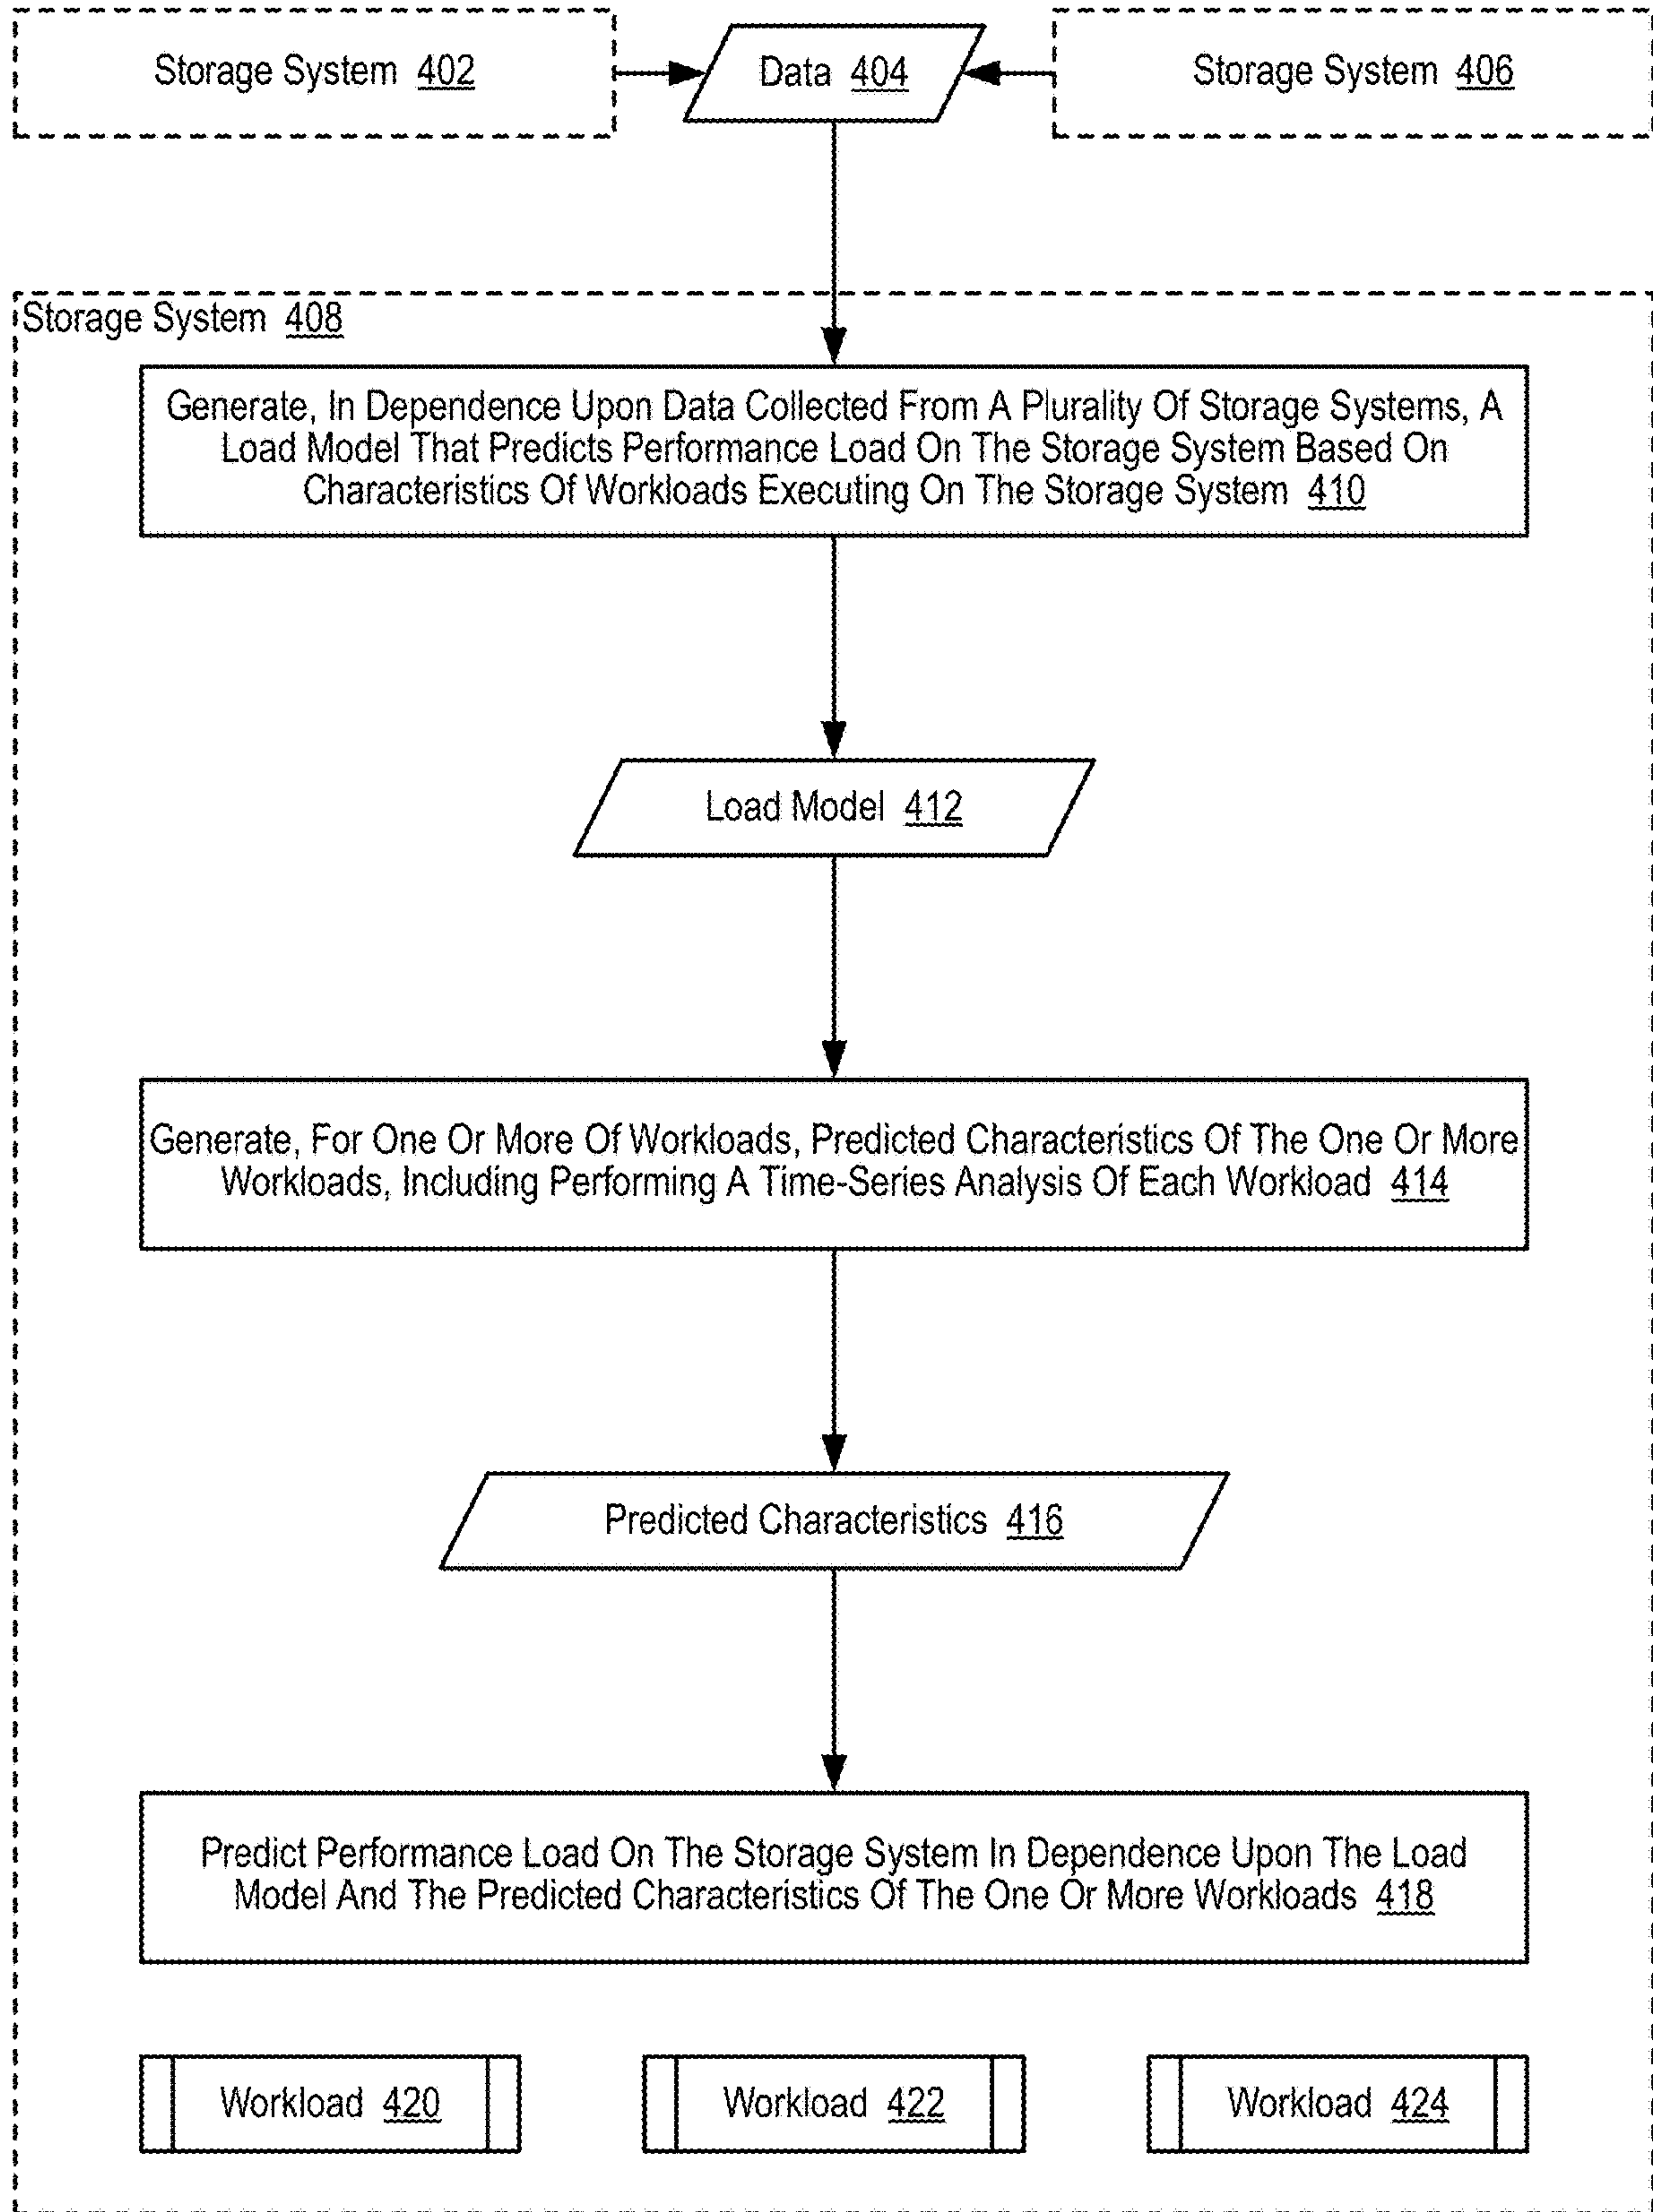 Storage System 402
Data 404
Storage System 406
Storage System 408
Generate, In Dependence Upon Data Collected From A Plurality Of Storage Systems, A
Load Model That Predicts Performance Load On The Storage System Based On
Characteristics Of Workloads Executing On The Storage System 410
Load Model 412
Generate, For One Or More Of Workloads, Predicted Characteristics Of The One Or More
Workloads, Including Performing A Time-Series Analysis Of Each Workload 414
Predicted Characteristics 416
Predict Performance Load On The Storage System In Dependence Upon The Load
Model And The Predicted Characteristics Of The One Or More Workloads 418
Workload 420
Workload 422
Workload 424